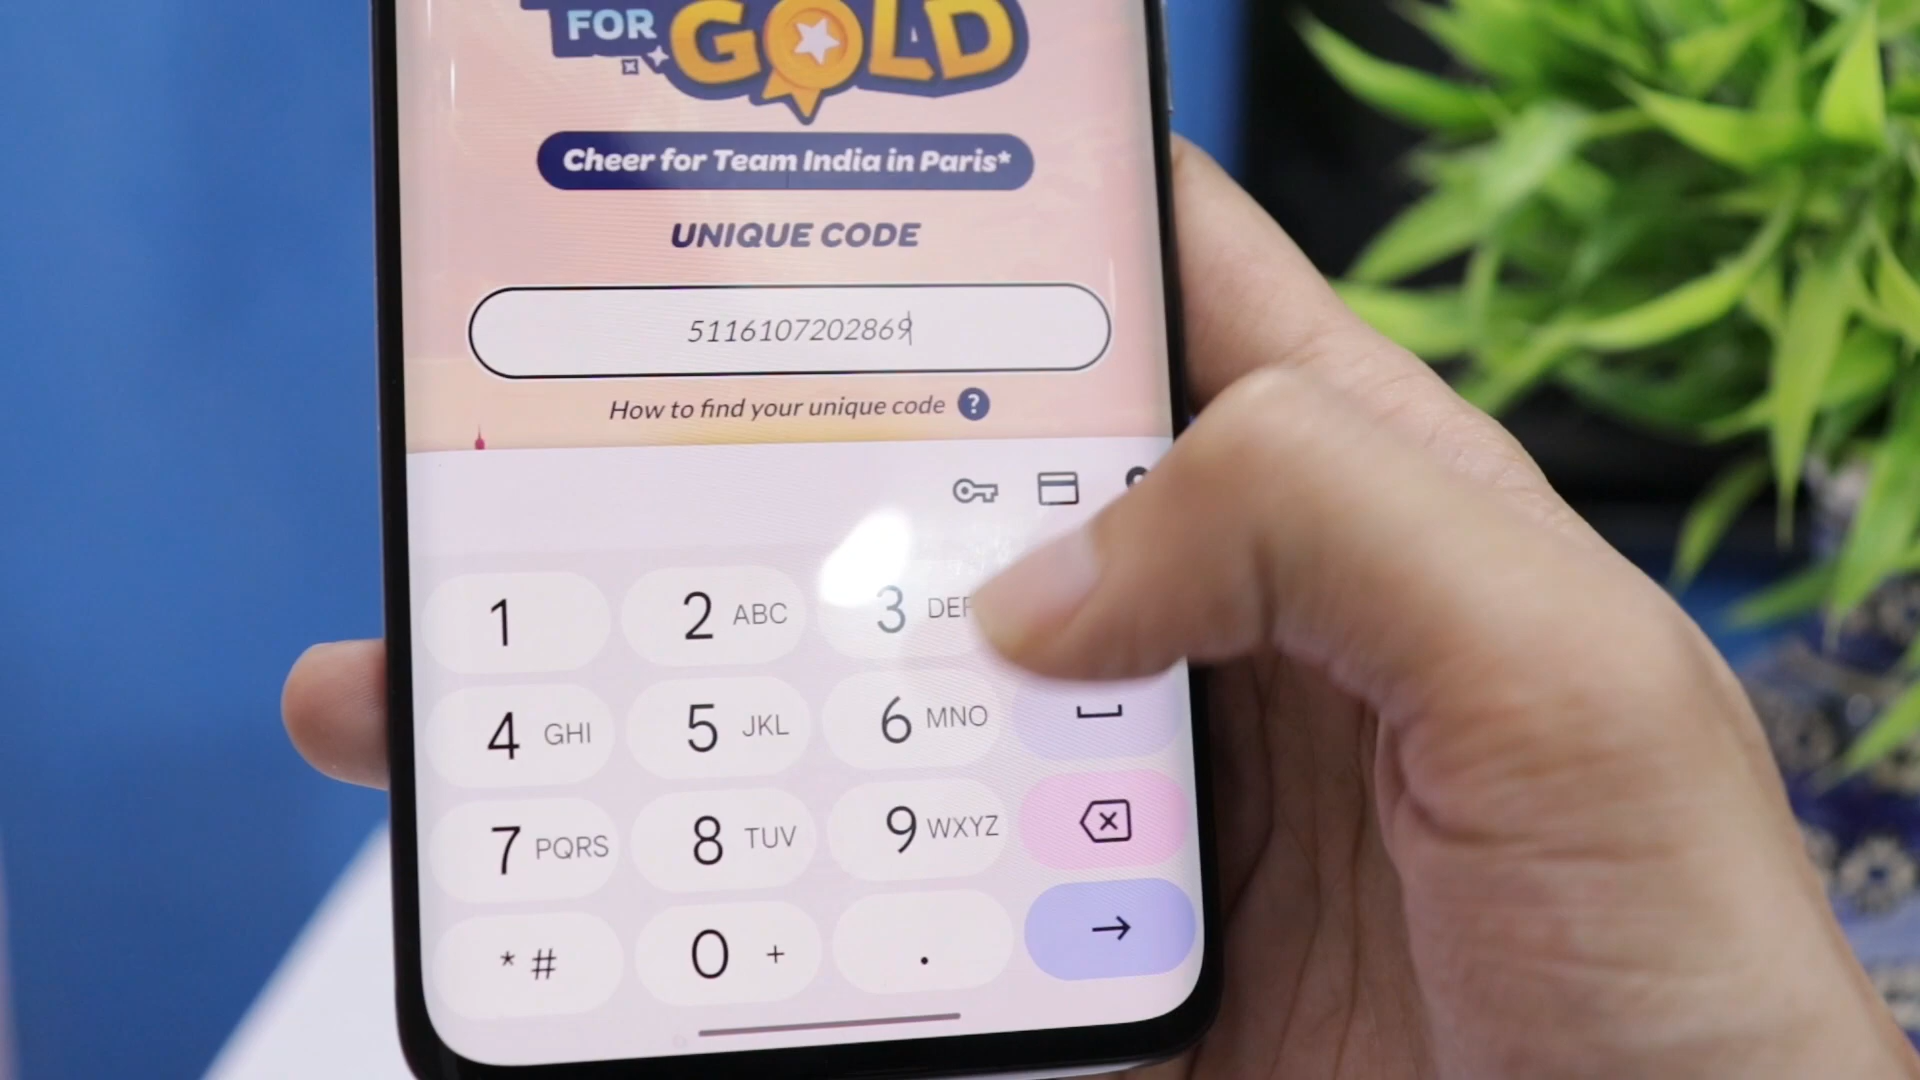 FOR
GOLD
Cheer for Team India in Paris*
UNIQUE CODE
5116107202869
How to find your unique code ?
1
2 ABC
3 DEF
4 GHI
5 JKL
6 MNO
7 PQRS
8 TUV
9 WXYZ
* #
0 +
.